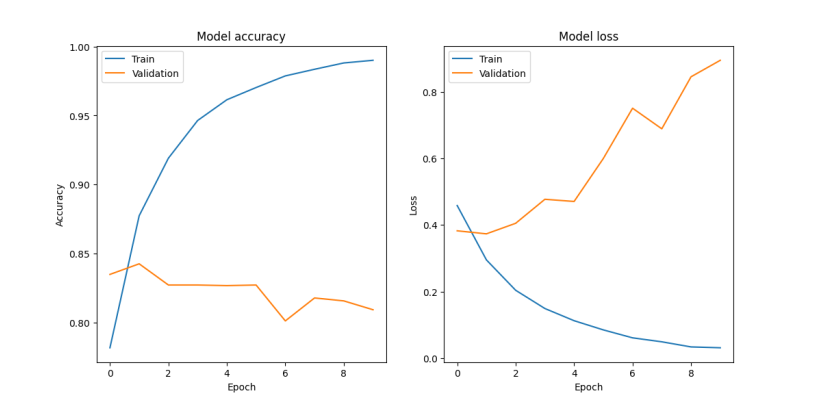 Model accuracy
Train
Validation
Accuracy
1.00
0.95
0.90
0.85
0.80
0
2
4
6
8
Epoch
Model loss
Train
Validation
Loss
0.8
0.6
0.4
0.2
0.0
0
2
4
6
8
Epoch